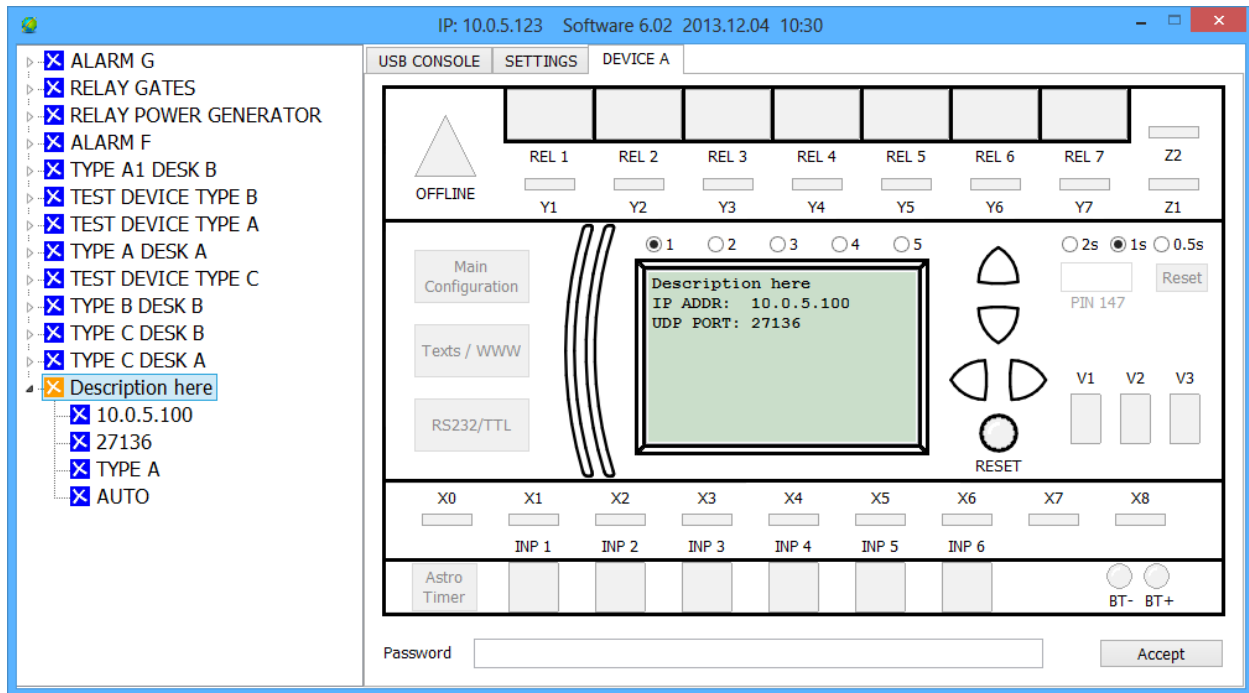 IP: 10.0.5.123 Software 6.02 2013.12.04 10:30
ALARM G
RELAY GATES
RELAY POWER GENERATOR
ALARM F
TYPE A1 DESK B
TEST DEVICE TYPE B
TEST DEVICE TYPE A
TYPE A DESK A
TEST DEVICE TYPE C
TYPE B DESK B
TYPE C DESK B
TYPE C DESK A
Description here
10.0.5.100
27136
TYPE A
AUTO
USB CONSOLE SETTINGS DEVICE A
REL 1 REL 2 REL 3 REL 4 REL 5 REL 6 REL 7 Z2
OFFLINE
Y1 Y2 Y3 Y4 Y5 Y6 Y7 Z1
1 2 3 4 5 2s 1s 0.5s
Main
Configuration
Description here
IP ADDR: 10.0.5.100
UDP PORT: 27136
Reset
PIN 147
Texts / WWW
V1 V2 V3
RS232/TTL
RESET
X0 X1 X2 X3 X4 X5 X6 X7 X8
INP 1 INP 2 INP 3 INP 4 INP 5 INP 6
Astro
Timer
BT- BT+
Password Accept